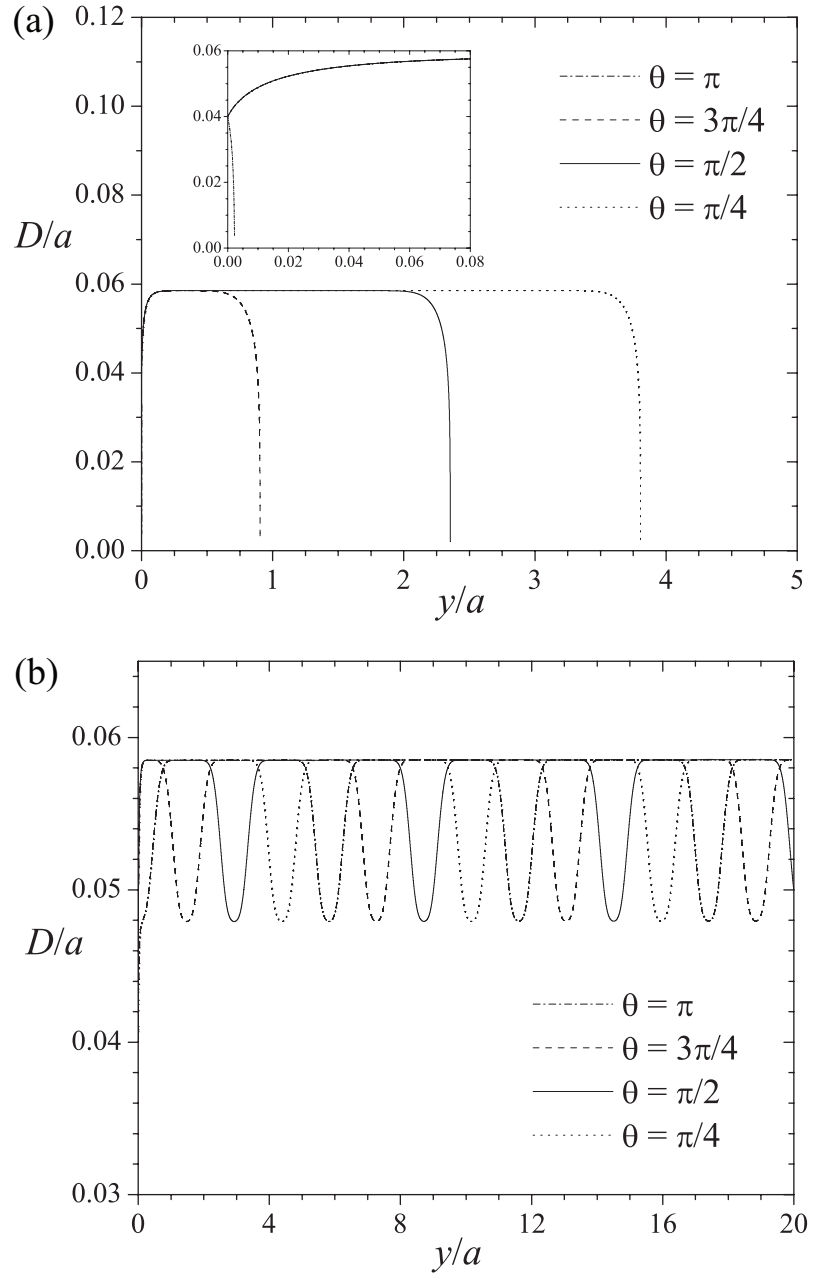 (a)
0.12
0.10
0.08
0.06
0.04
0.02
0.00
D/a
0 1 2 3 4 5
y/a
0.06
0.04
0.02
0.00
0.00 0.02 0.04 0.06 0.08
θ = π
θ = 3π/4
θ = π/2
θ = π/4
(b)
0.06
0.05
0.04
0.03
D/a
0 4 8 12 16 20
y/a
θ = π
θ = 3π/4
θ = π/2
θ = π/4